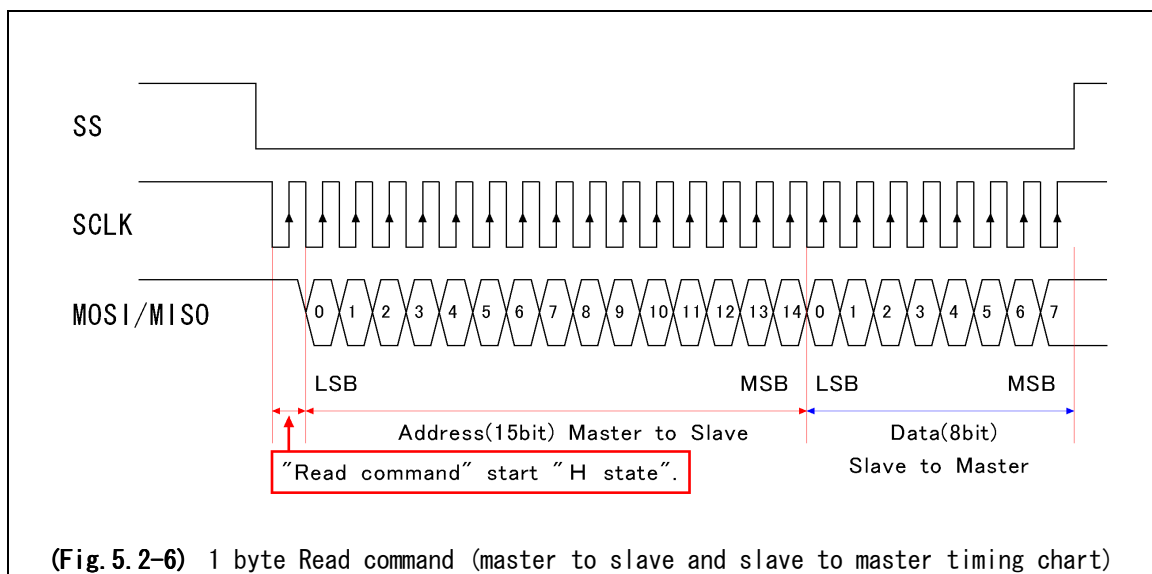 SS
SCLK
MOSI/MISO
0 1 2 3 4 5 6 7 8 9 10 11 12 13 14 0 1 2 3 4 5 6 7
LSB MSB LSB MSB
Address(15bit) Master to Slave Data(8bit)
Slave to Master
"Read command" start "H state".
(Fig.5.2-6) 1 byte Read command (master to slave and slave to master timing chart)